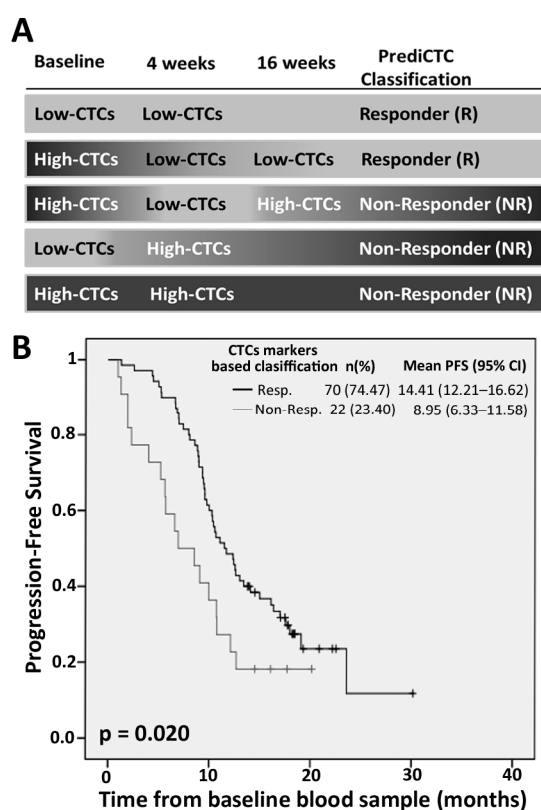 A
Baseline 4 weeks 16 weeks PrediCTC
Classification
Low-CTCs Low-CTCs Responder (R)
High-CTCs Low-CTCs Low-CTCs Responder (R)
High-CTCs Low-CTCs High-CTCs Non-Responder (NR)
Low-CTCs High-CTCs Non-Responder (NR)
High-CTCs High-CTCs Non-Responder (NR)
B
CTCs markers
based clasiffication n(%) Mean PFS (95% CI)
Resp. 70 (74.47) 14.41 (12.21–16.62)
Non-Resp. 22 (23.40) 8.95 (6.33–11.58)
Progression-Free Survival
1
0.8
0.6
0.4
0.2
0.0
p = 0.020
0 10 20 30 40
Time from baseline blood sample (months)